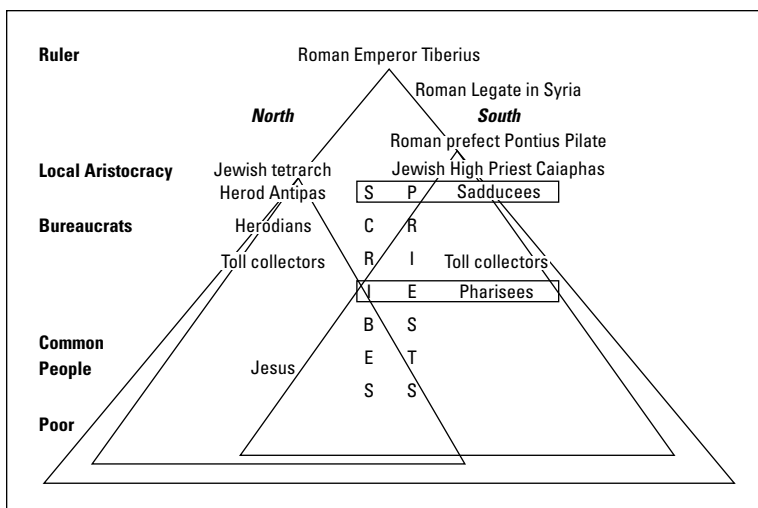 Ruler Roman Emperor Tiberius
Roman Legate in Syria
North South
Roman prefect Pontius Pilate
Local Aristocracy Jewish tetrarch Jewish High Priest Caiaphas
Herod Antipas S P Sadducees
Bureaucrats Herodians C R
Toll collectors R I Toll collectors
I E Pharisees
B S
Common
People
Jesus E T
S S
Poor